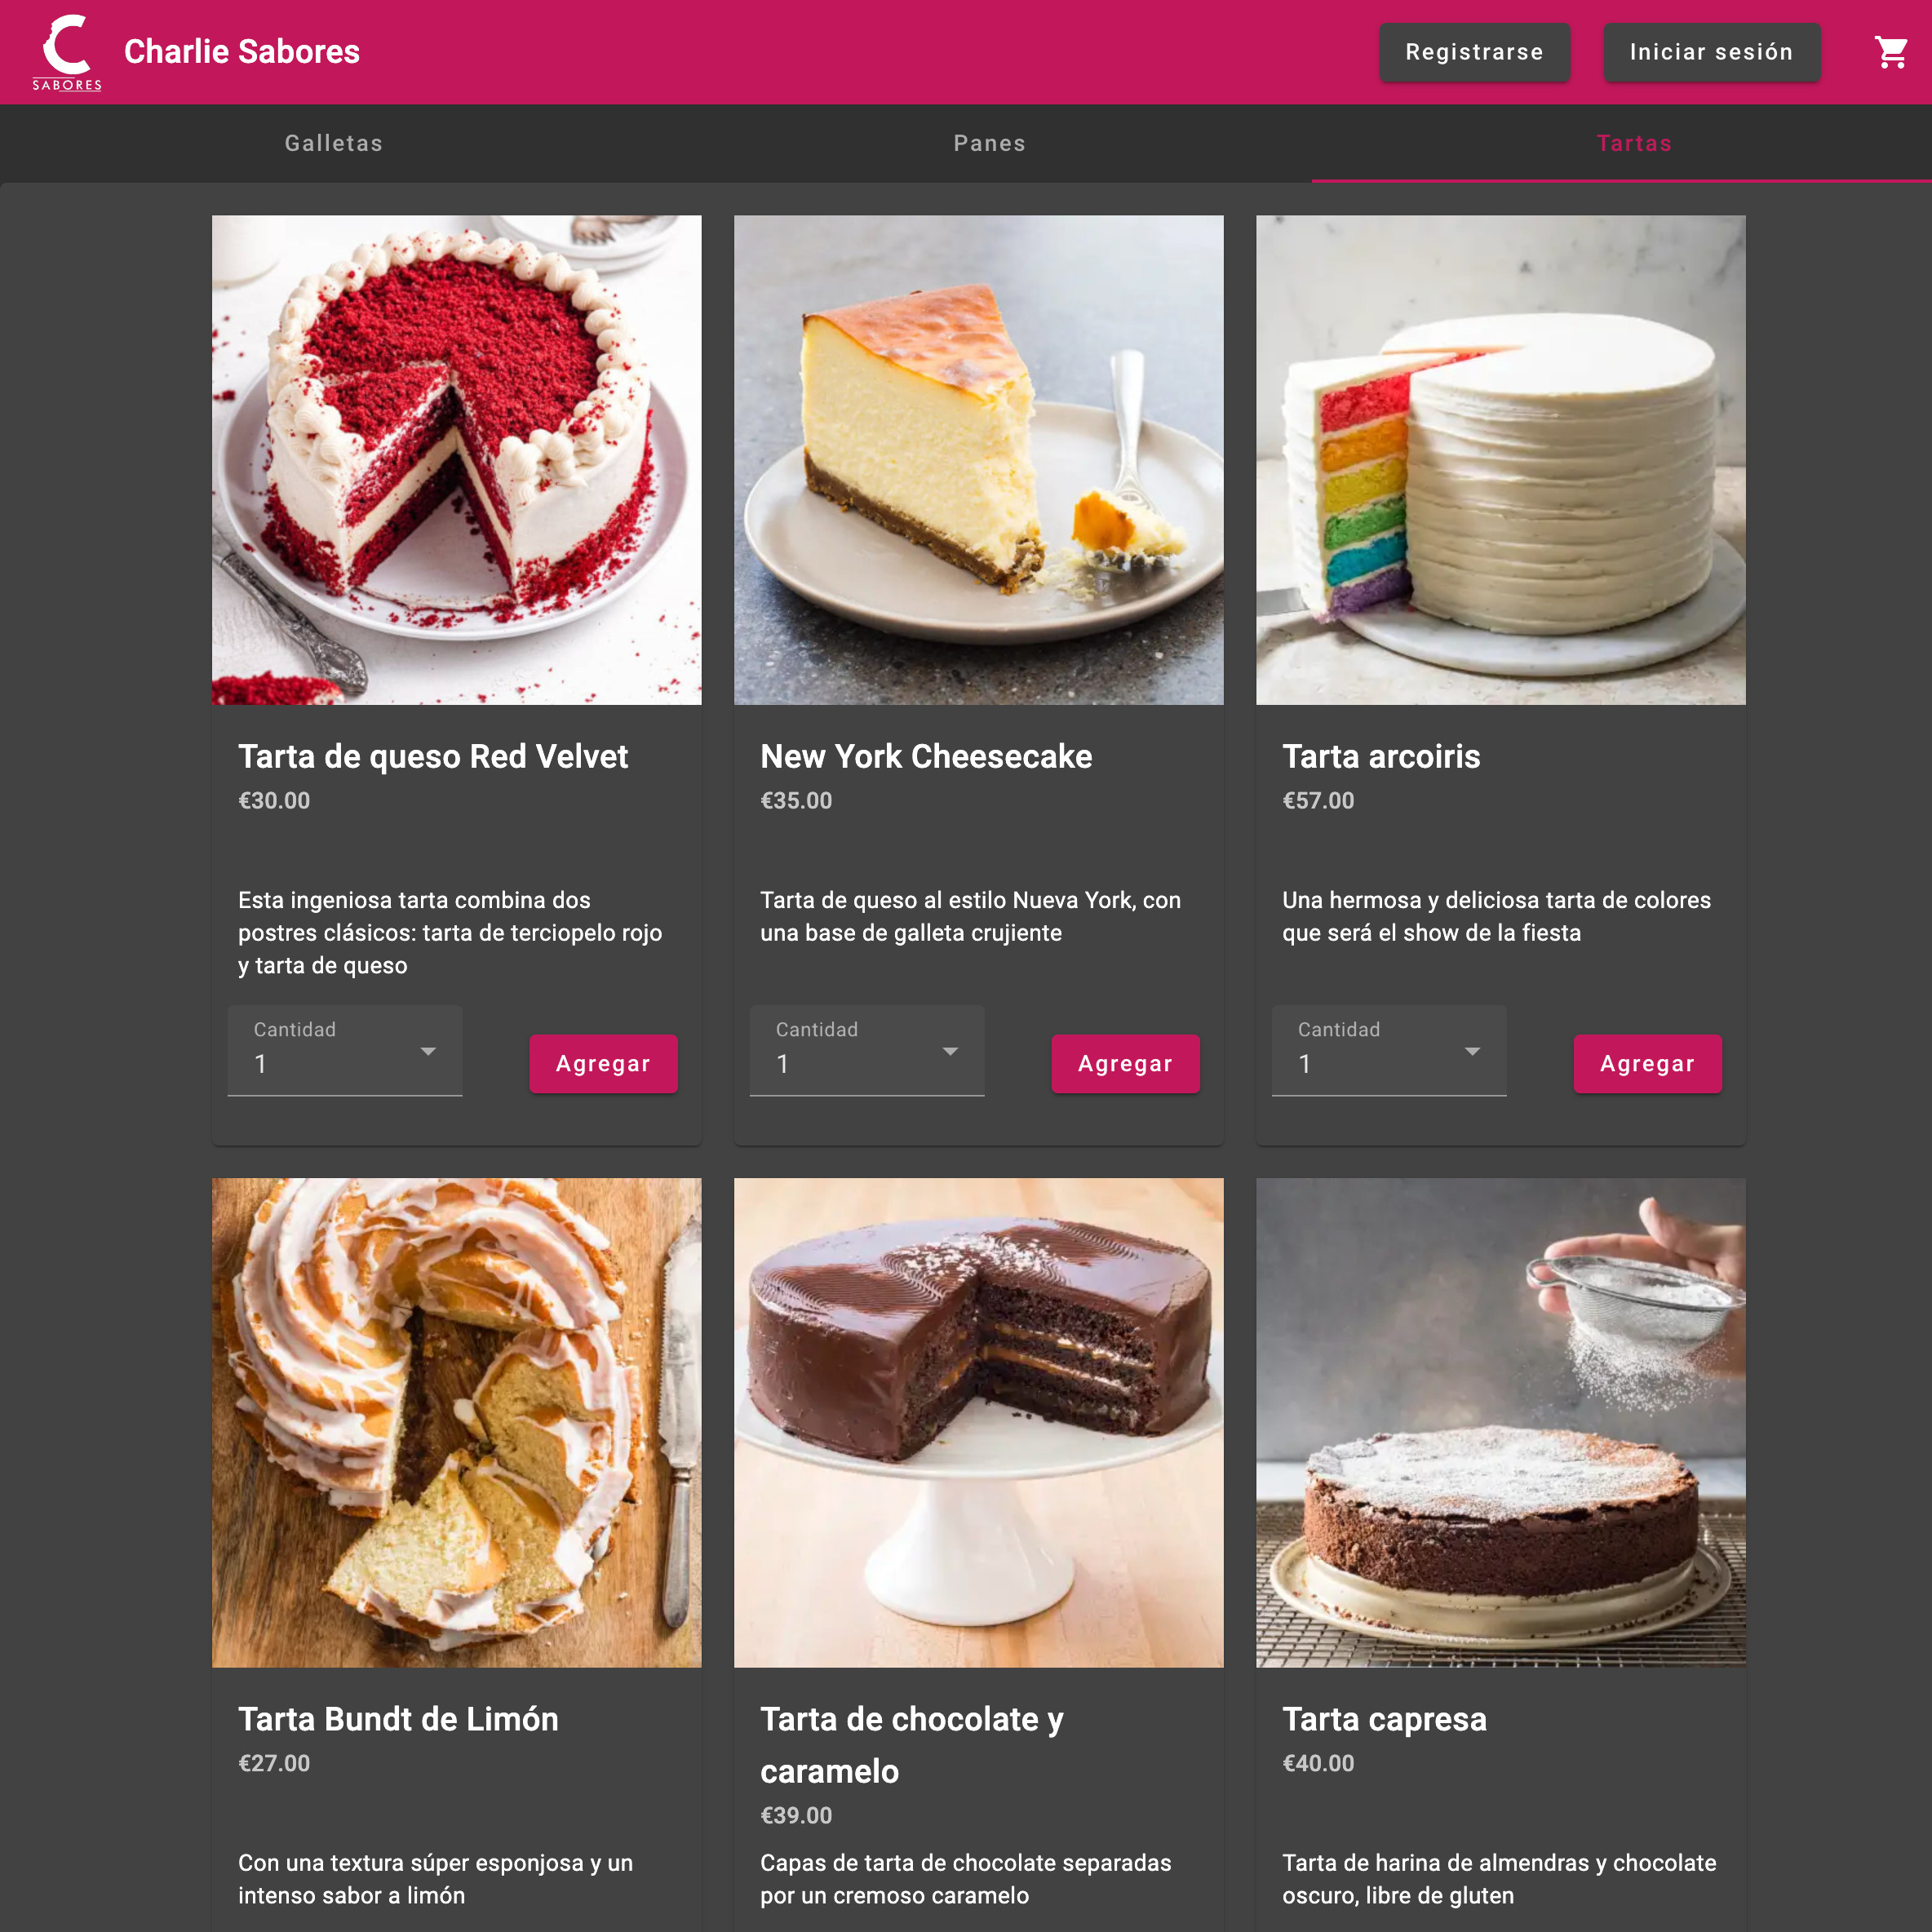 SABORES
Charlie Sabores
Registrarse
Iniciar sesión
Galletas
Panes
Tartas
Tarta de queso Red Velvet
€30.00
Esta ingeniosa tarta combina dos
postres clásicos: tarta de terciopelo rojo
y tarta de queso
Cantidad
1
Agregar
New York Cheesecake
€35.00
Tarta de queso al estilo Nueva York, con
una base de galleta crujiente
Cantidad
1
Agregar
Tarta arcoiris
€57.00
Una hermosa y deliciosa tarta de colores
que será el show de la fiesta
Cantidad
1
Agregar
Tarta Bundt de Limón
€27.00
Con una textura súper esponjosa y un
intenso sabor a limón
Tarta de chocolate y
caramelo
€39.00
Capas de tarta de chocolate separadas
por un cremoso caramelo
Tarta capresa
€40.00
Tarta de harina de almendras y chocolate
oscuro, libre de gluten